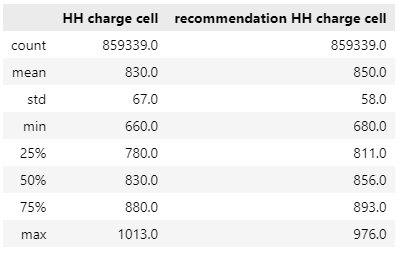 HH charge cell recommendation HH charge cell
count 859339.0 859339.0
mean 830.0 850.0
std 67.0 58.0
min 660.0 680.0
25% 780.0 811.0
50% 830.0 856.0
75% 880.0 893.0
max 1013.0 976.0